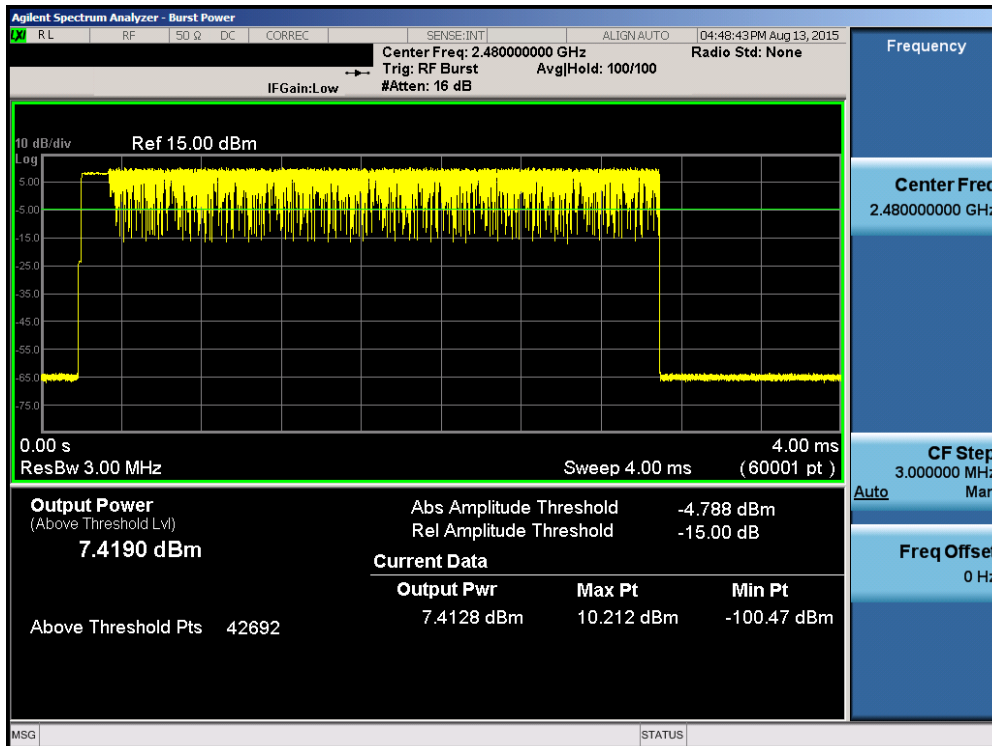 Agilent Spectrum Analyzer - Burst Power
LXI RL RF 50 Ω DC CORREC SENSE:INT ALIGN AUTO 04:48:43 PM Aug 13, 2015
Center Freq: 2.480000000 GHz Radio Std: None
Trig: RF Burst Avg|Hold: 100/100
IFGain:Low #Atten: 16 dB
10 dB/div Ref 15.00 dBm
Log
5.00
-5.00
-15.0
-25.0
-35.0
-45.0
-55.0
-65.0
-75.0
0.00 s 4.00 ms
ResBw 3.00 MHz Sweep 4.00 ms (60001 pt)
Output Power
(Above Threshold Lvl)
7.4190 dBm
Above Threshold Pts 42692
Abs Amplitude Threshold -4.788 dBm
Rel Amplitude Threshold -15.00 dB
Current Data
Output Pwr Max Pt Min Pt
7.4128 dBm 10.212 dBm -100.47 dBm
Frequency
Center Freq
2.480000000 GHz
CF Step
3.000000 MHz
Auto Man
Freq Offset
0 Hz
MSG STATUS